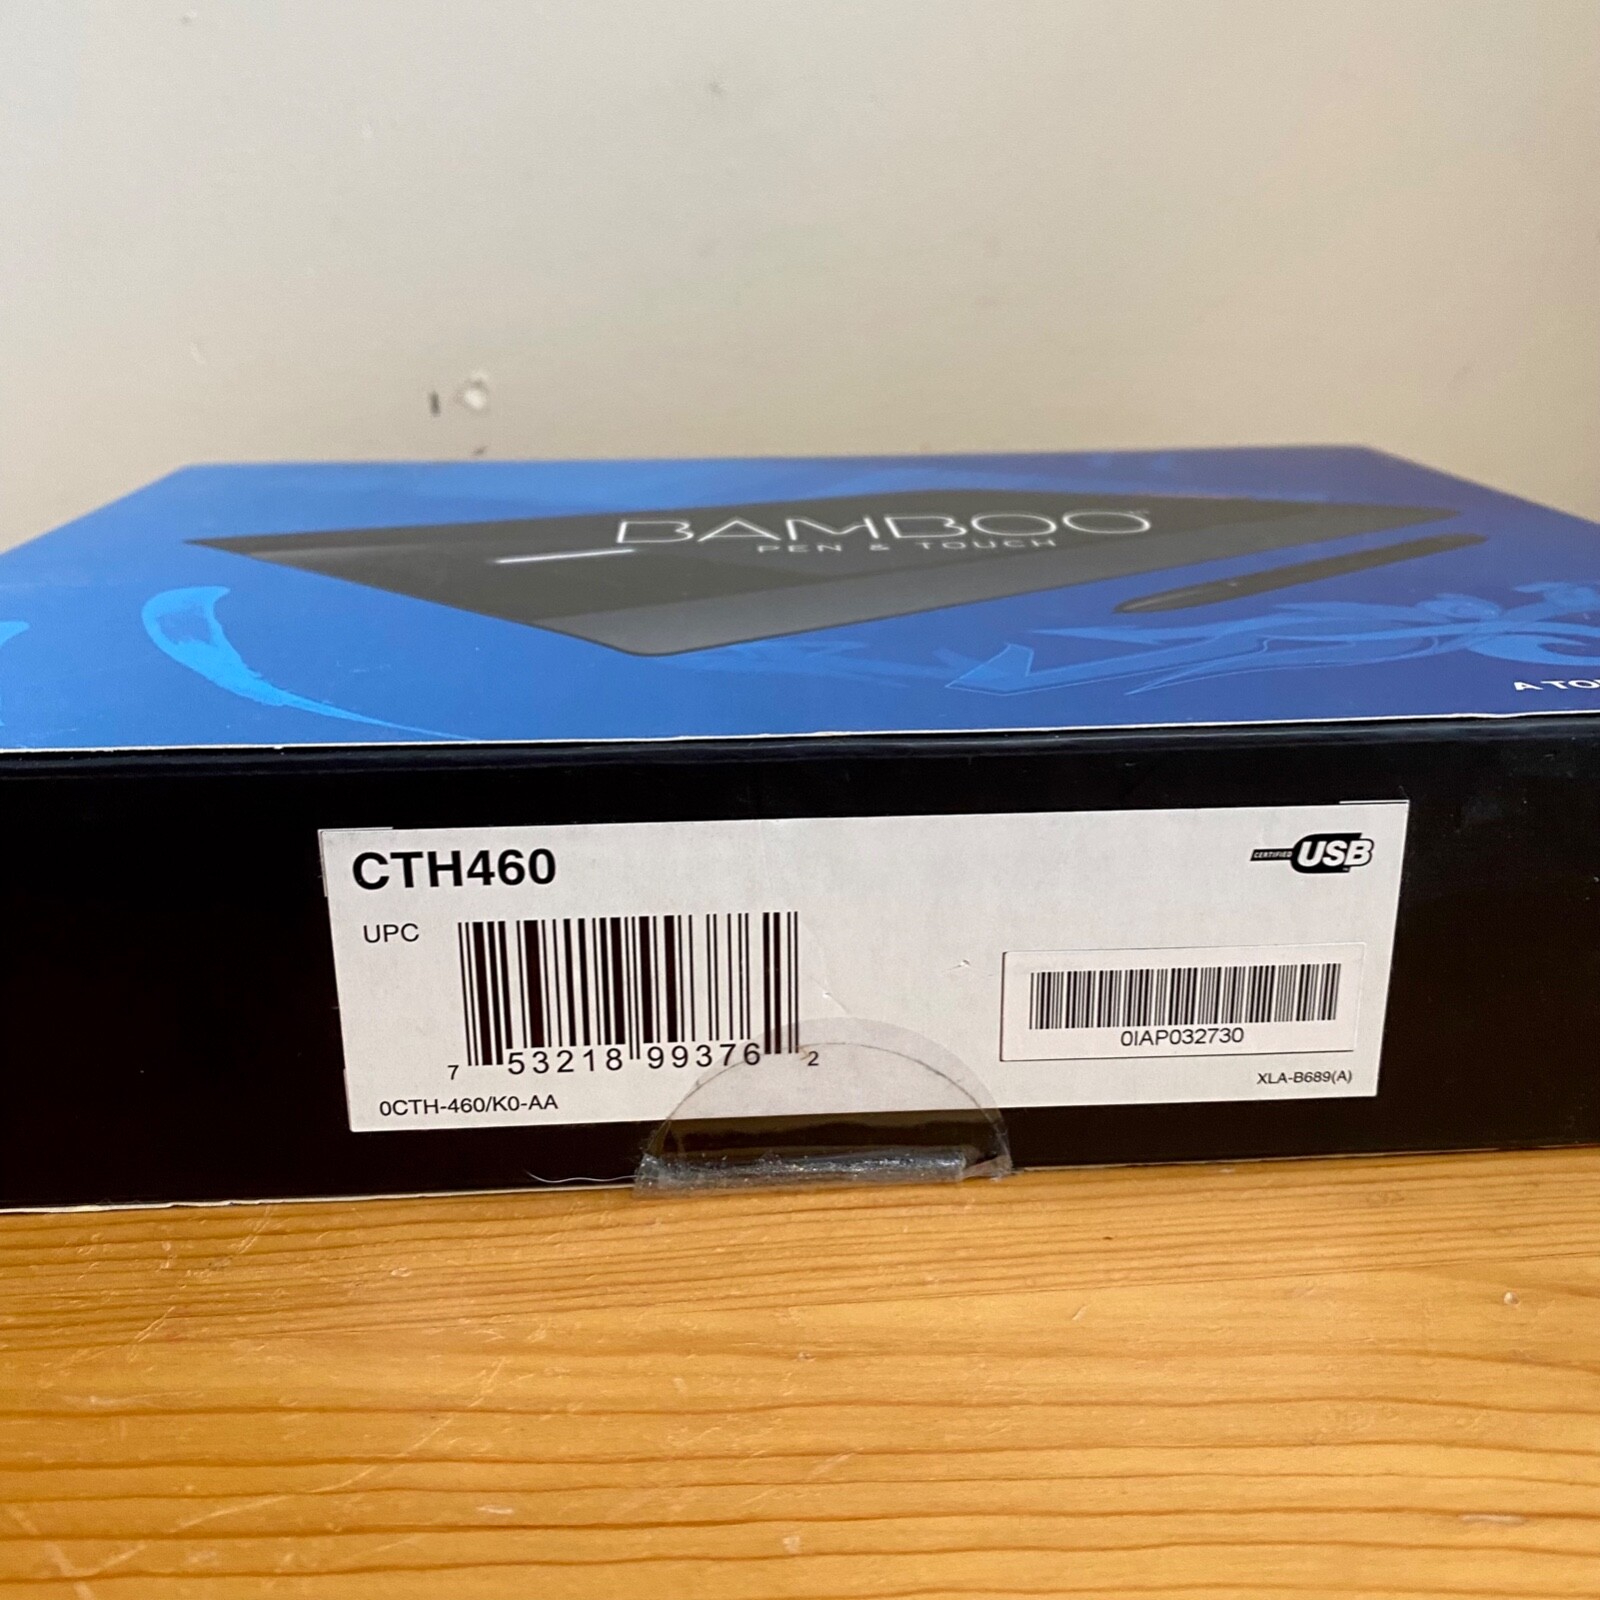 BAMBOO
PEN & TOUCH
CTH460
CERTIFIED USB
UPC
7 53218 99376 2
0IAP032730
0CTH-460/K0-AA
XLA-B689(A)